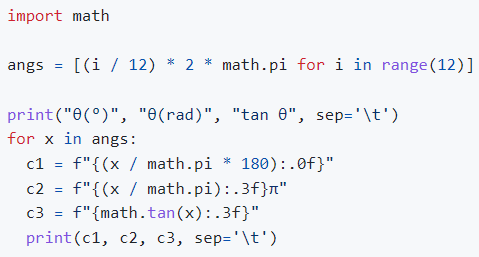 import math

angs = [(i / 12) * 2 * math.pi for i in range(12)]

print("θ(º)", "θ(rad)", "tan θ", sep='\t')
for x in angs:
  c1 = f"{(x / math.pi * 180):.0f}"
  c2 = f"{(x / math.pi):.3f}π"
  c3 = f"{math.tan(x):.3f}"
  print(c1, c2, c3, sep='\t')